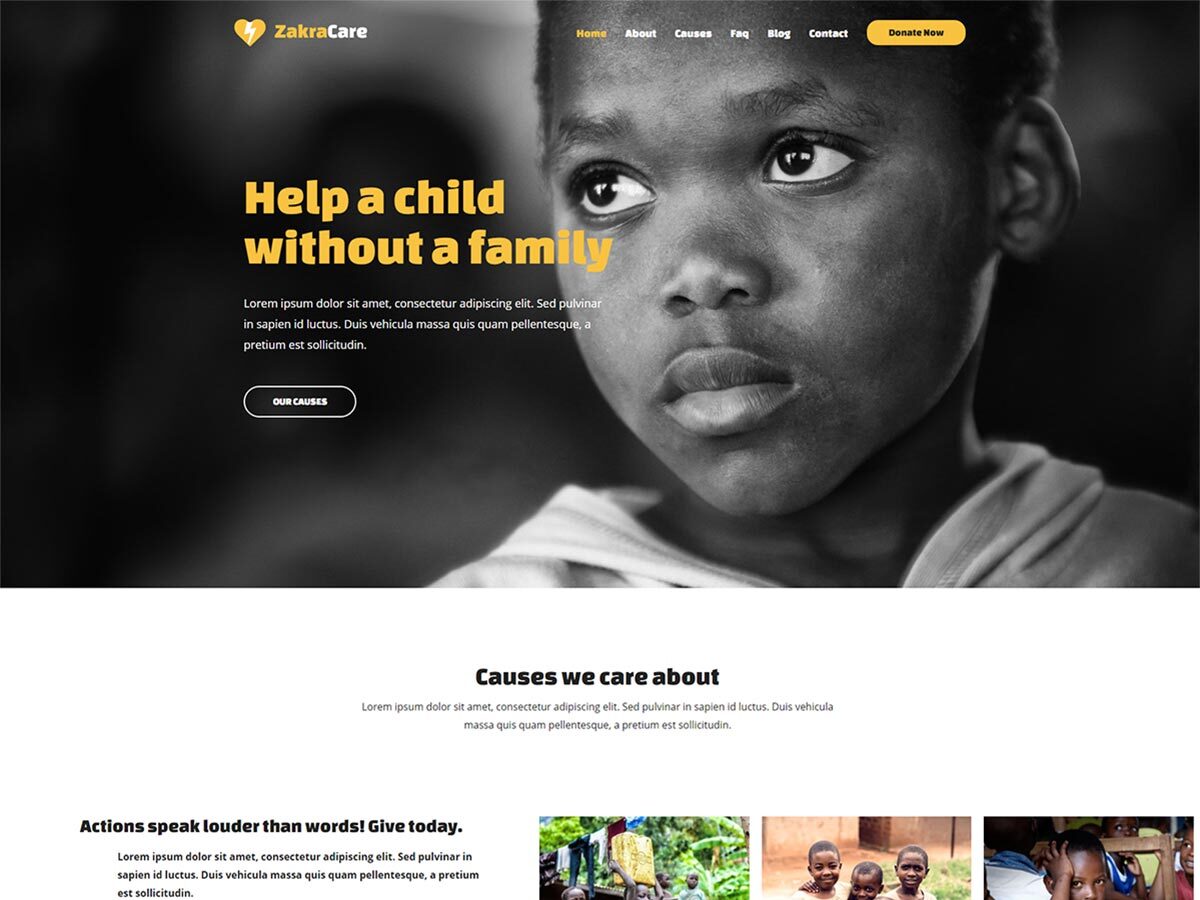 ZakraCare
Home About Causes Faq Blog Contact Donate Now
Help a child
without a family
Lorem ipsum dolor sit amet, consectetur adipiscing elit. Sed pulvinar
in sapien id luctus. Duis vehicula massa quis quam pellentesque, a
pretium est sollicitudin.
OUR CAUSES
Causes we care about
Lorem ipsum dolor sit amet, consectetur adipiscing elit. Sed pulvinar in sapien id luctus. Duis vehicula
massa quis quam pellentesque, a pretium est sollicitudin.
Actions speak louder than words! Give today.
Lorem ipsum dolor sit amet, consectetur adipiscing elit. Sed pulvinar in
sapien id luctus. Duis vehicula massa quis quam pellentesque, a pretium
est sollicitudin.